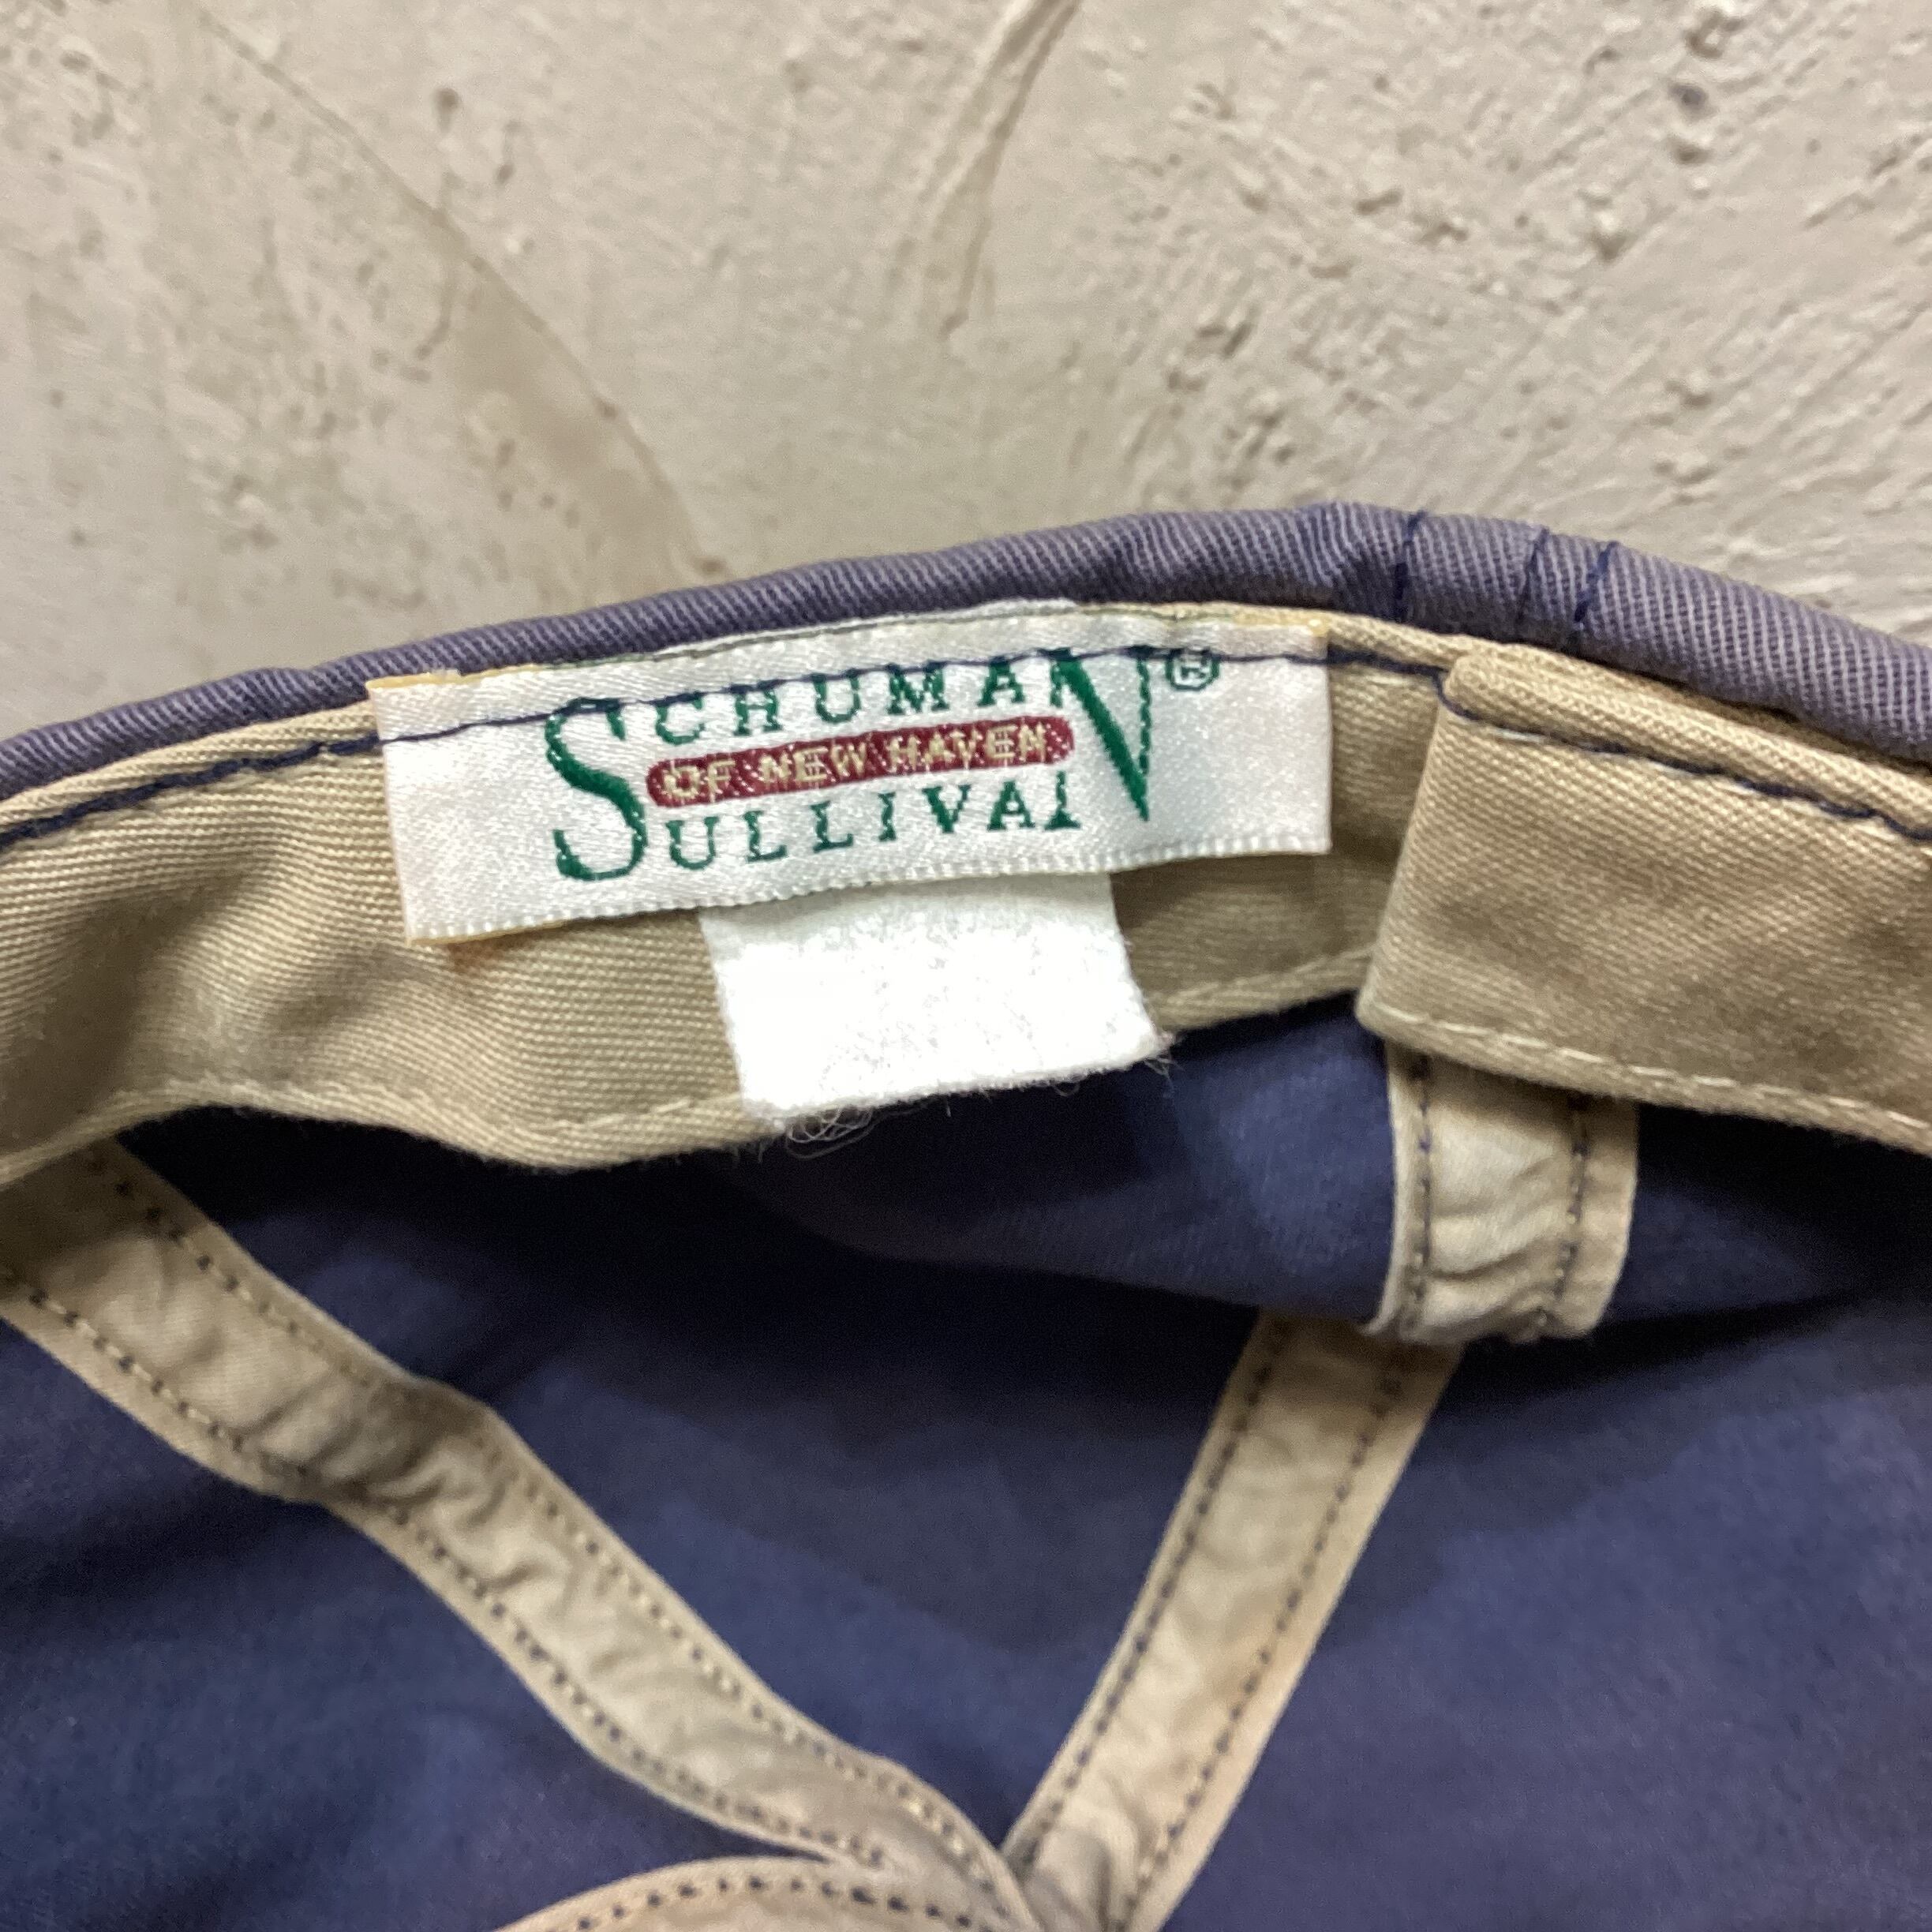 SCHUMAN®
OF NEW HAVEN
SULLIVAN